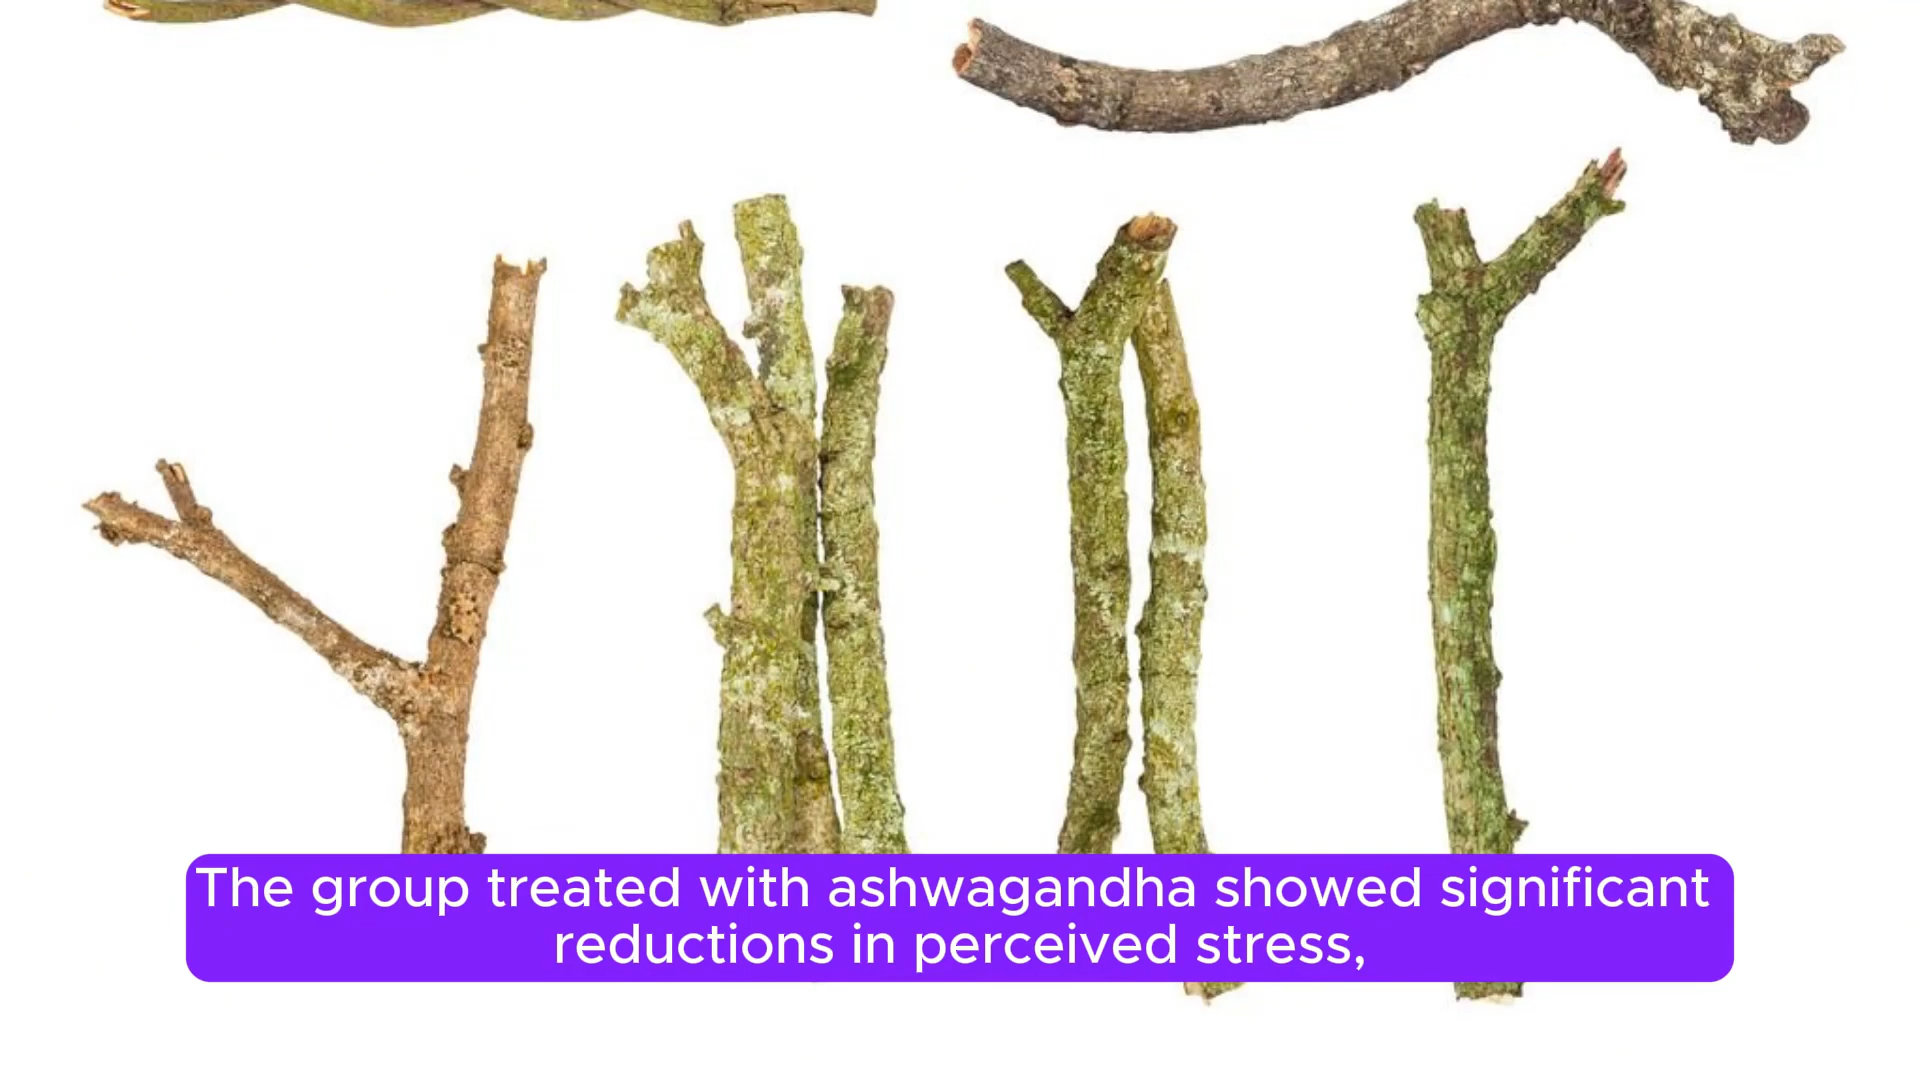 The group treated with ashwagandha showed significant
reductions in perceived stress,